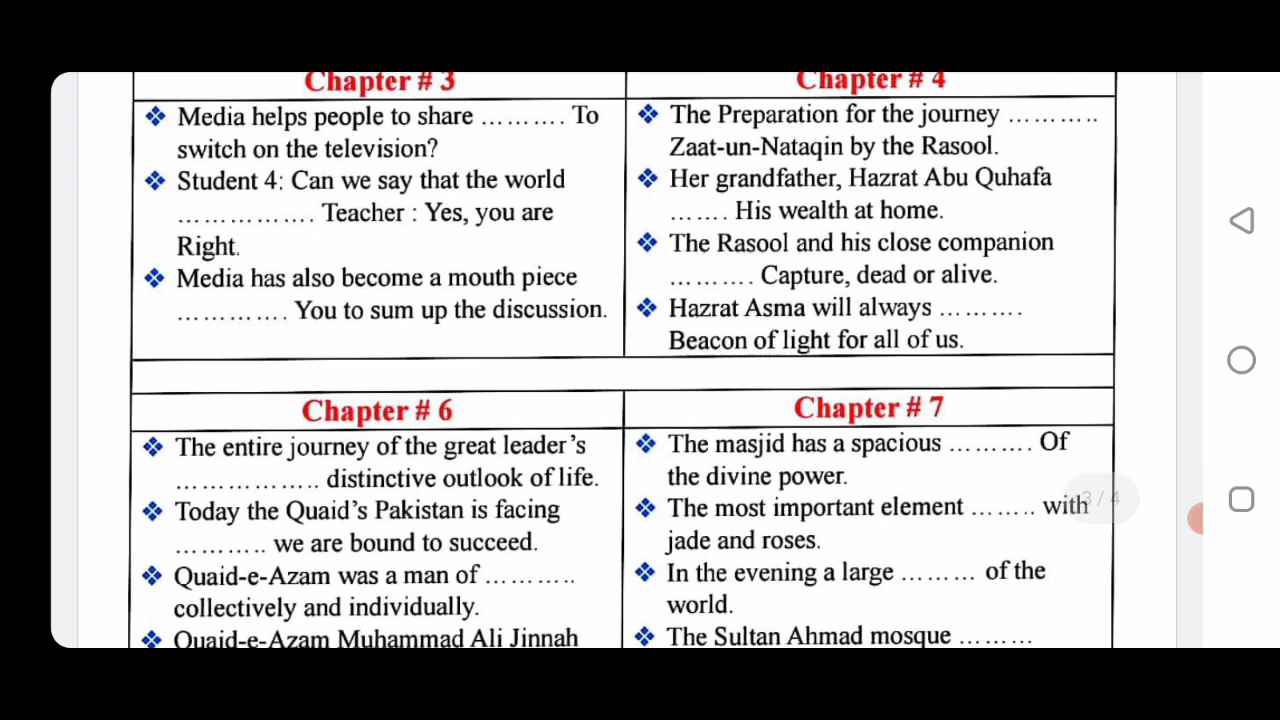 Chapter # 3
❖ Media helps people to share ………. To
switch on the television?
❖ Student 4: Can we say that the world
……………. Teacher : Yes, you are
Right.
❖ Media has also become a mouth piece
…………. You to sum up the discussion.
Chapter # 4
❖ The Preparation for the journey ………..
Zaat-un-Nataqin by the Rasool.
❖ Her grandfather, Hazrat Abu Quhafa
……. His wealth at home.
❖ The Rasool and his close companion
………. Capture, dead or alive.
❖ Hazrat Asma will always ……….
Beacon of light for all of us.
Chapter # 6
❖ The entire journey of the great leader’s
…………….. distinctive outlook of life.
❖ Today the Quaid’s Pakistan is facing
……….. we are bound to succeed.
❖ Quaid-e-Azam was a man of ………..
collectively and individually.
❖ Quaid-e-Azam Muhammad Ali Jinnah
Chapter # 7
❖ The masjid has a spacious ………. Of
the divine power.
❖ The most important element …….. with
jade and roses.
❖ In the evening a large ……… of the
world.
❖ The Sultan Ahmad mosque ………
3 / 4